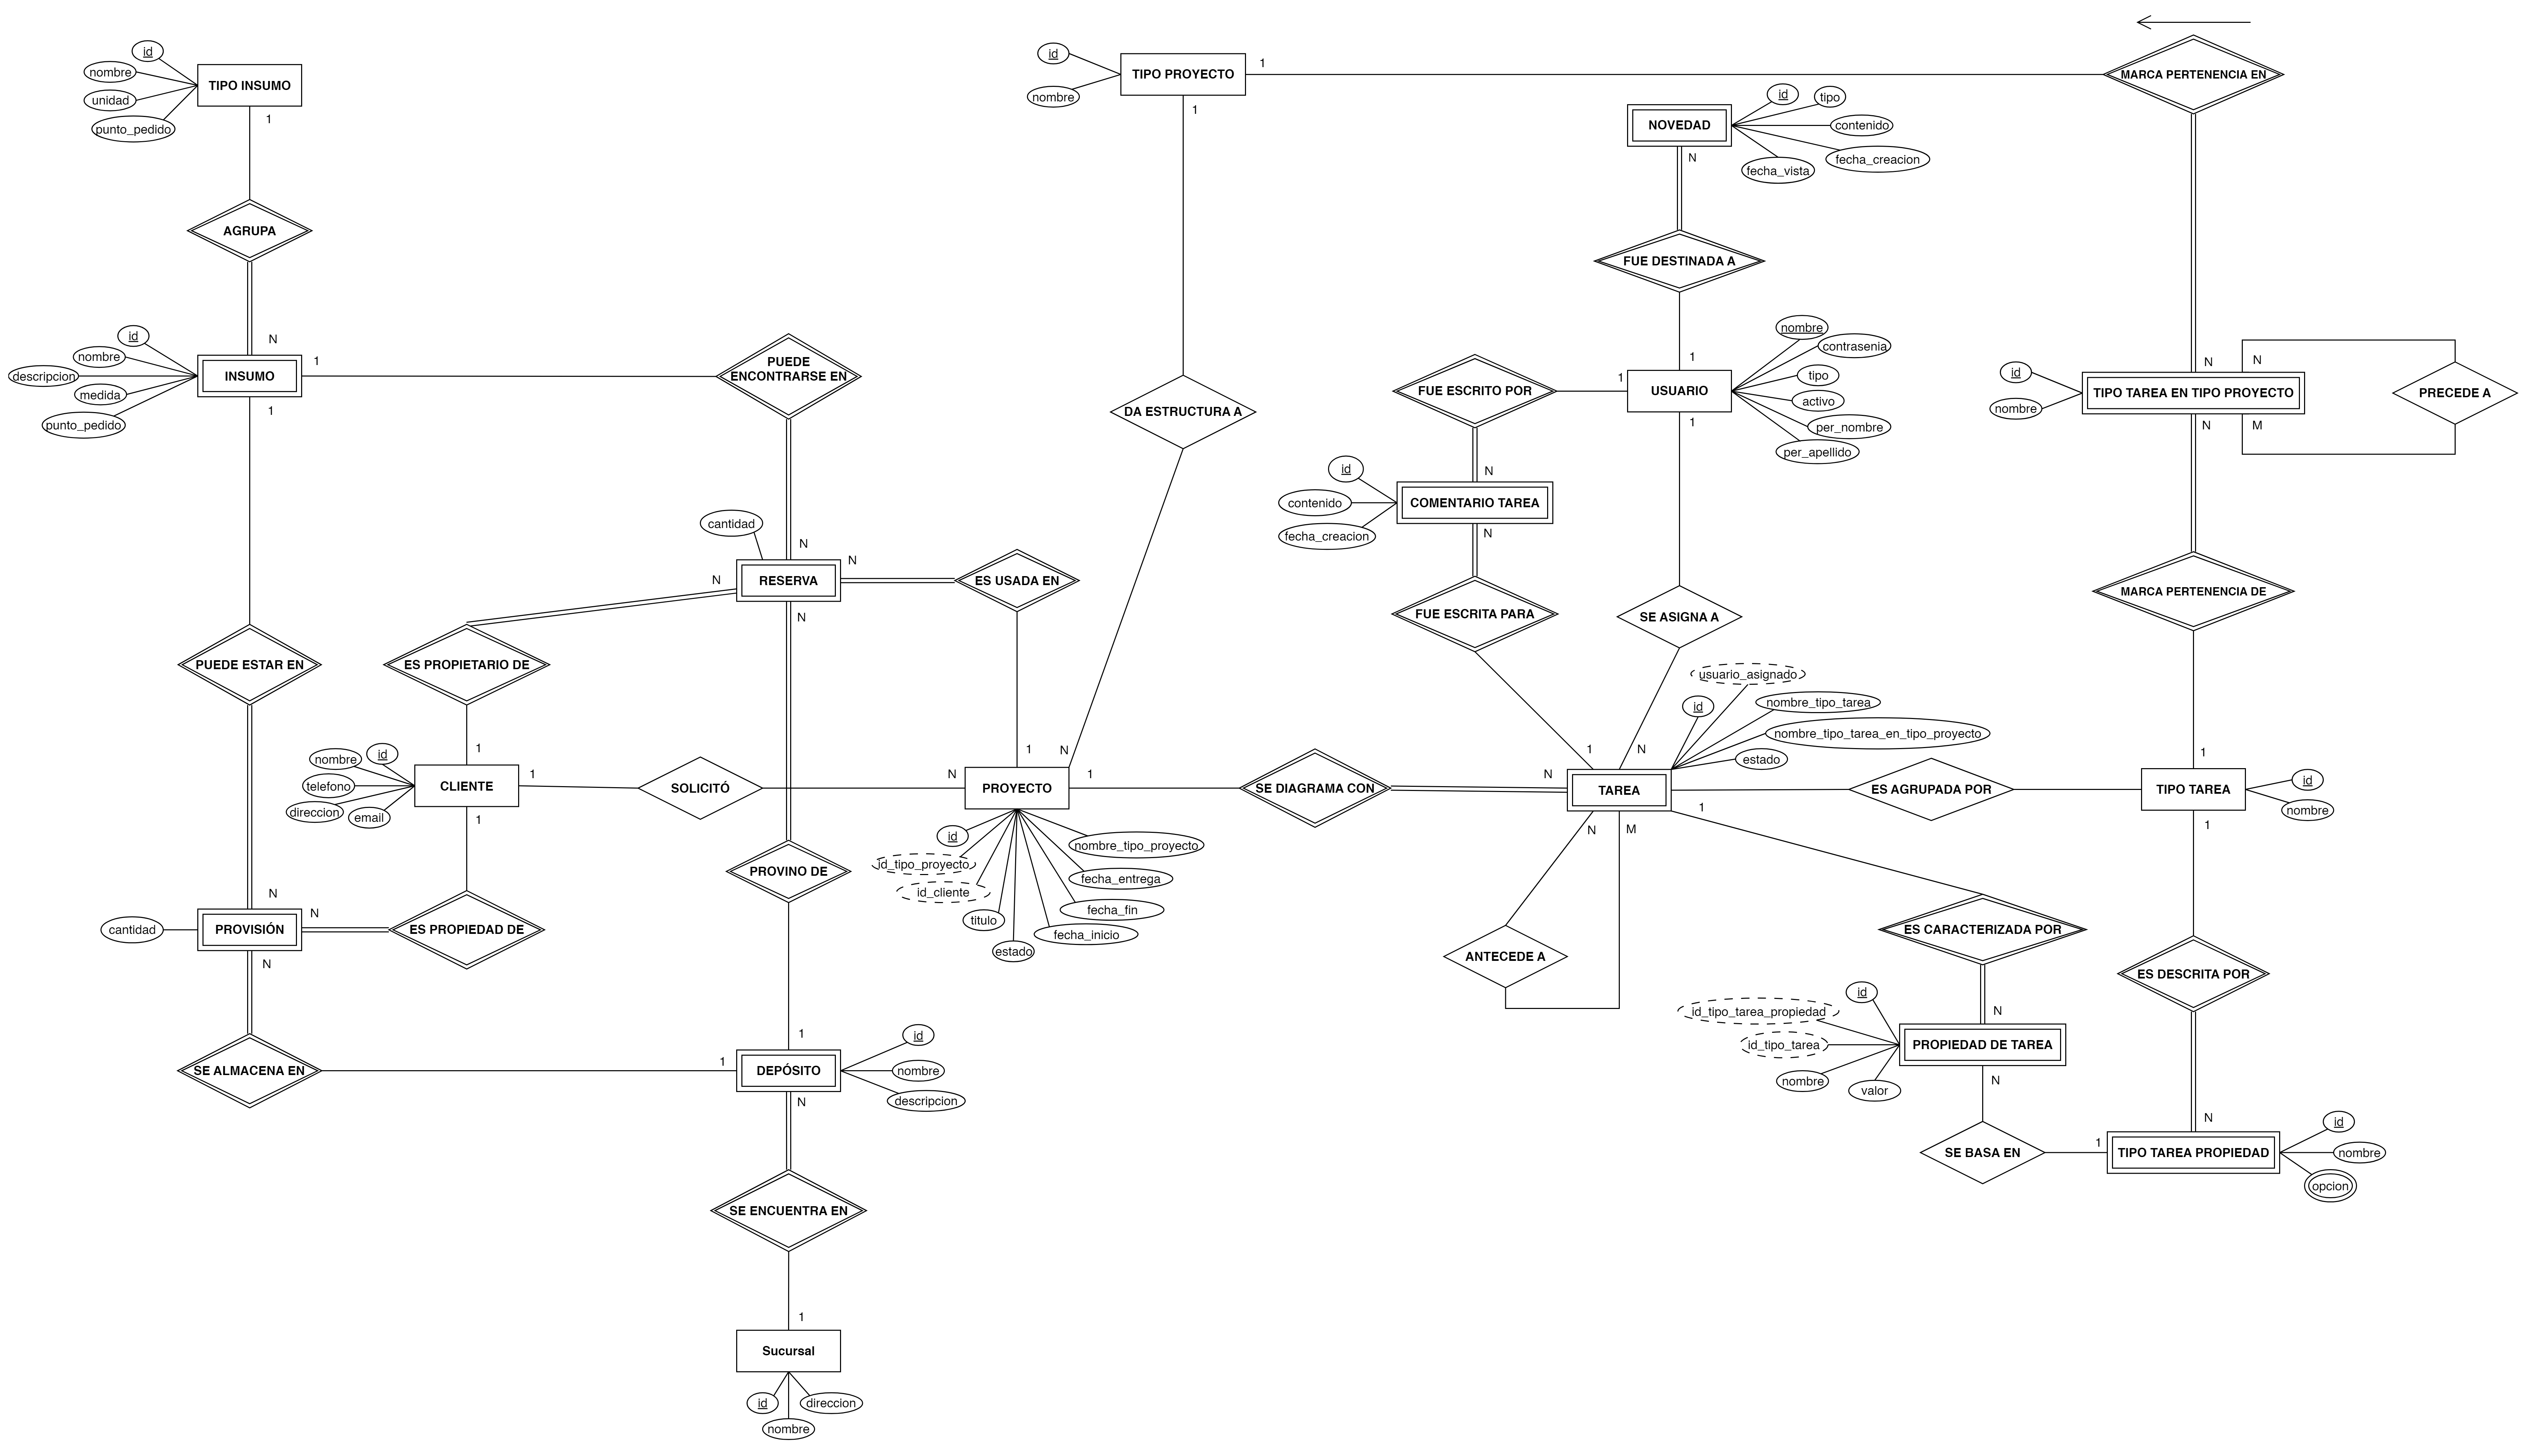 id
nombre
unidad
punto_pedido
TIPO INSUMO
1
AGRUPA
N
id
nombre
descripcion
medida
punto_pedido
INSUMO
1
1
PUEDE
ENCONTRARSE EN
N
cantidad
RESERVA
N
N
N
ES USADA EN
1
PUEDE ESTAR EN
N
ES PROPIETARIO DE
1
nombre
id
telefono
direccion
email
CLIENTE
1
1
SOLICITÓ
N
PROYECTO
1
N
id
id_tipo_proyecto
id_cliente
titulo
estado
fecha_inicio
fecha_fin
fecha_entrega
nombre_tipo_proyecto
cantidad
PROVISIÓN
N
N
ES PROPIEDAD DE
PROVINO DE
1
SE ALMACENA EN
1
DEPÓSITO
id
nombre
descripcion
N
SE ENCUENTRA EN
1
Sucursal
id
nombre
direccion
id
nombre
TIPO PROYECTO
1
1
DA ESTRUCTURA A
MARCA PERTENENCIA EN
NOVEDAD
id
tipo
contenido
fecha_creacion
fecha_vista
N
FUE DESTINADA A
1
USUARIO
nombre
contrasenia
tipo
activo
per_nombre
per_apellido
1
1
FUE ESCRITO POR
N
id
contenido
fecha_creacion
COMENTARIO TAREA
N
FUE ESCRITA PARA
1
SE ASIGNA A
N
N
N
id
nombre
TIPO TAREA EN TIPO PROYECTO
PRECEDE A
N
M
MARCA PERTENENCIA DE
1
SE DIAGRAMA CON
N
TAREA
usuario_asignado
id
nombre_tipo_tarea
nombre_tipo_tarea_en_tipo_proyecto
estado
1
N
M
ANTECEDE A
ES AGRUPADA POR
TIPO TAREA
id
nombre
1
ES CARACTERIZADA POR
N
ES DESCRITA POR
N
id
id_tipo_tarea_propiedad
id_tipo_tarea
nombre
valor
PROPIEDAD DE TAREA
N
SE BASA EN
1
TIPO TAREA PROPIEDAD
id
nombre
opcion